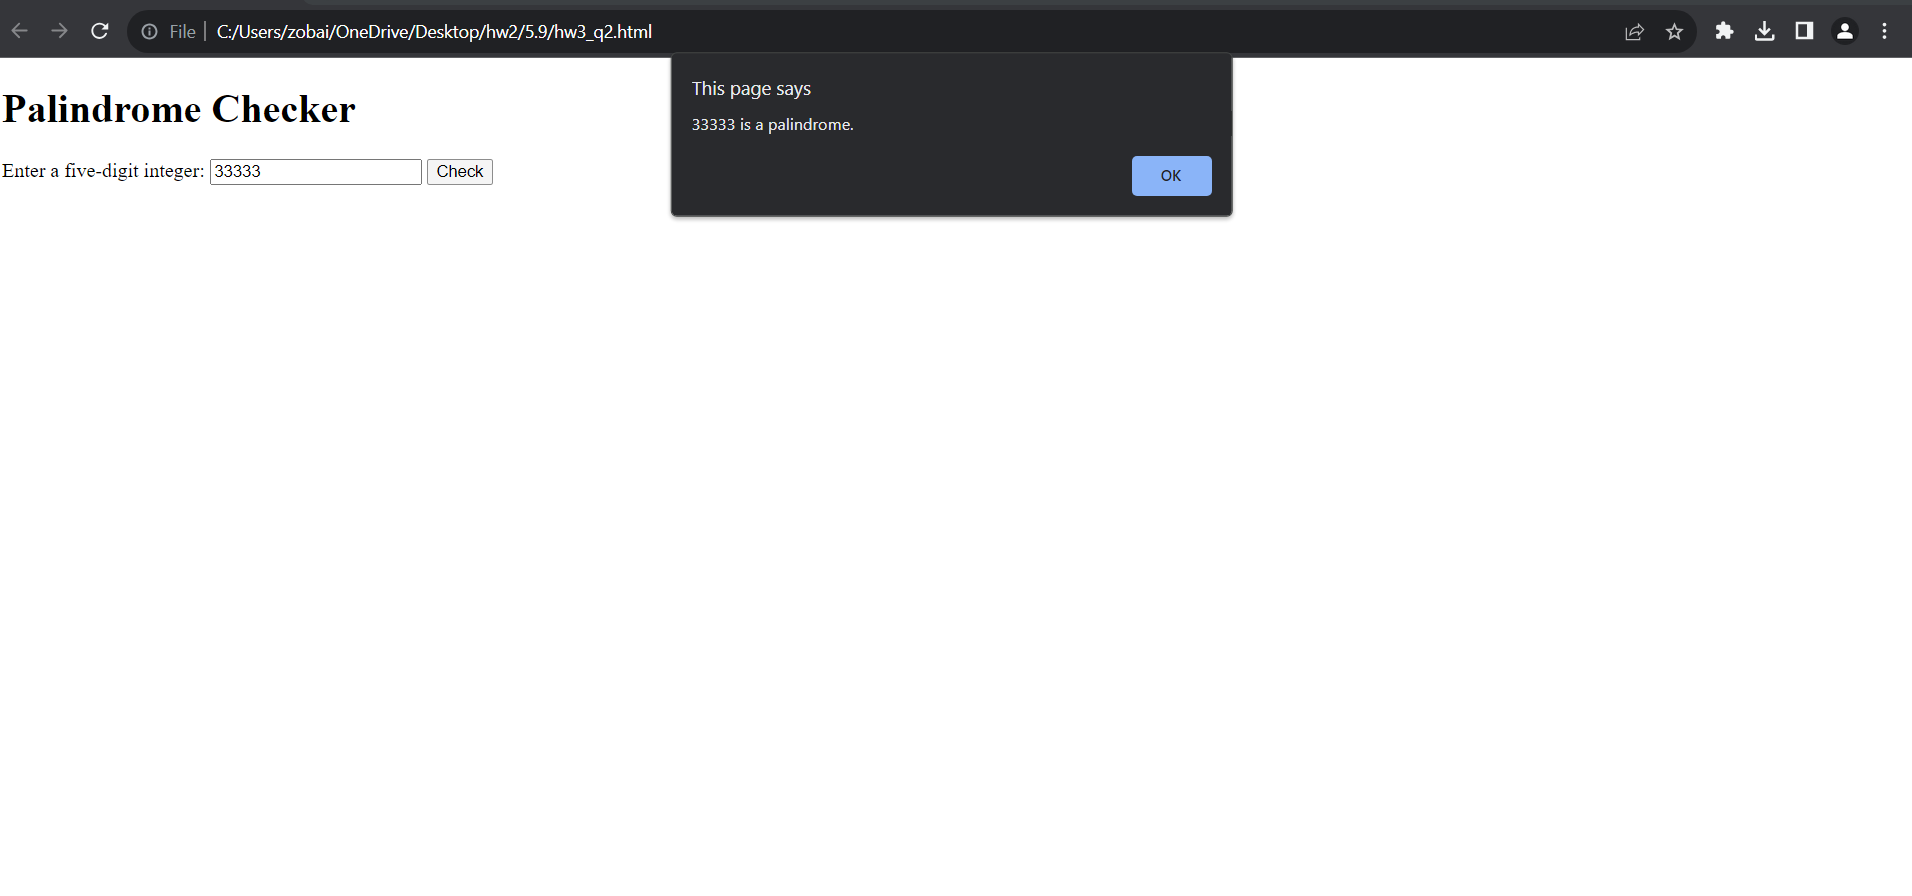 File C:/Users/zobai/OneDrive/Desktop/hw2/5.9/hw3_q2.html
This page says
33333 is a palindrome.
OK
Palindrome Checker
Enter a five-digit integer: 33333 Check